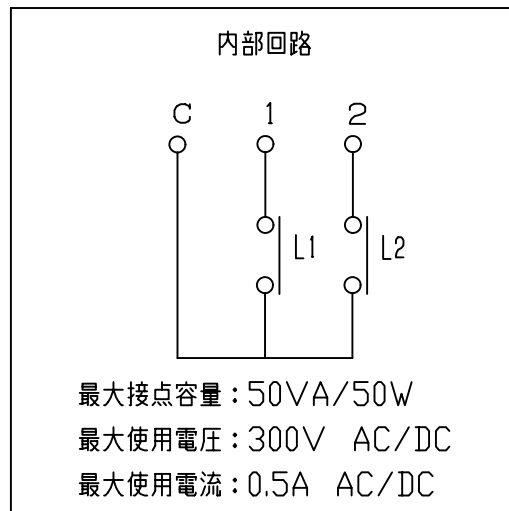 内部回路
C 1 2
L1 L2
最大接点容量：50VA/50W
最大使用電圧：300V AC/DC
最大使用電流：0.5A AC/DC